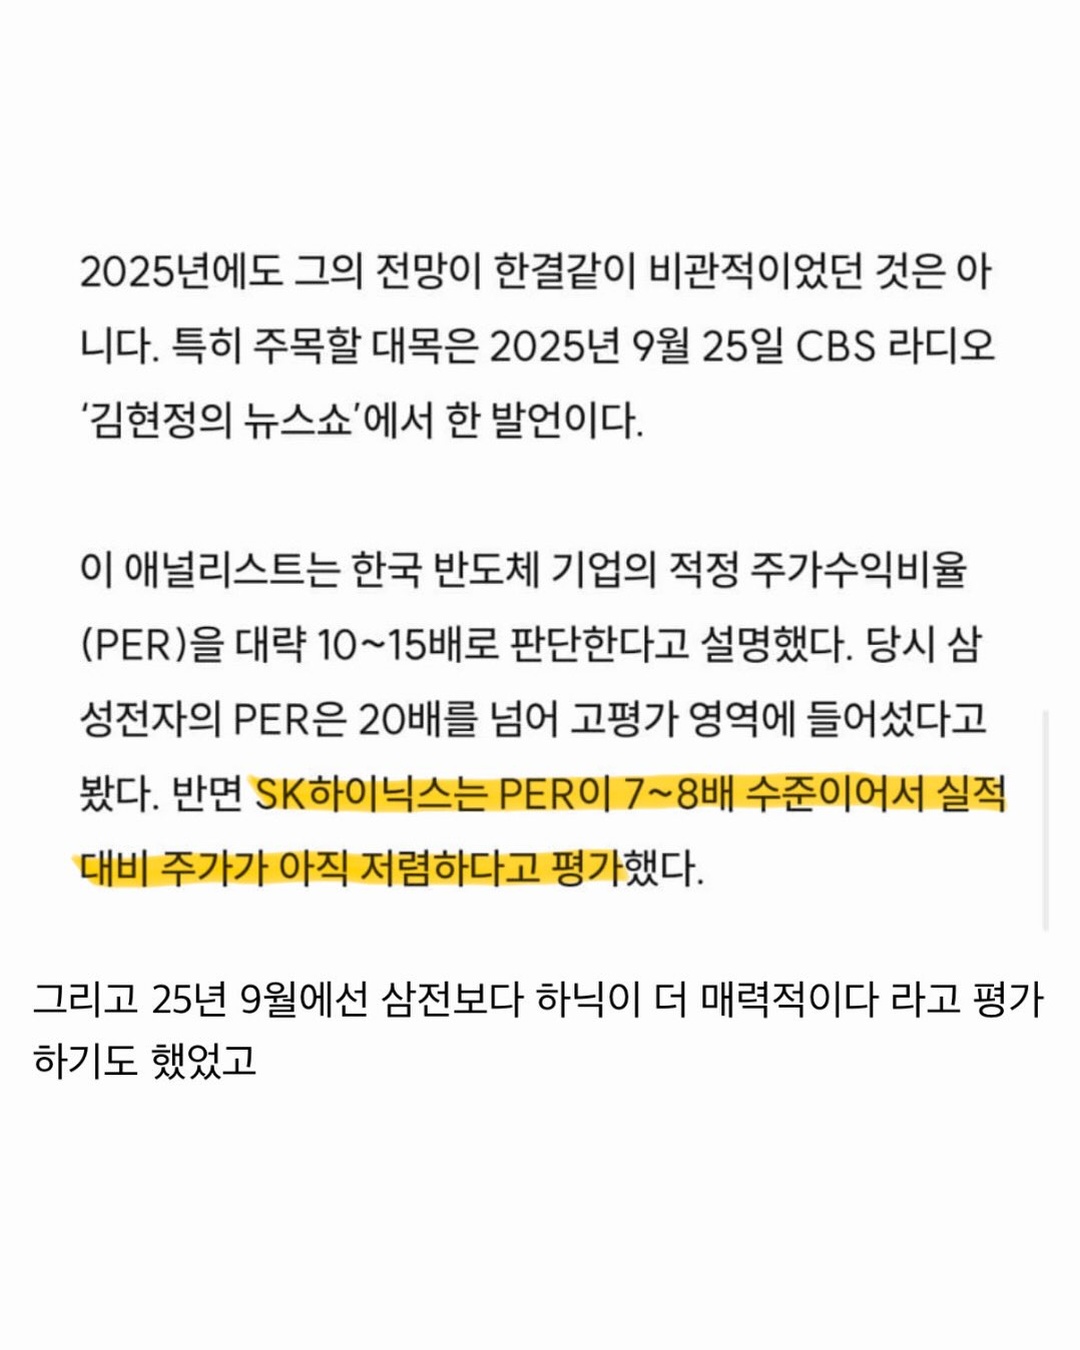 2025년에도 그의 전망이 한결같이 비관적이었던 것은 아
니다. 특히 주목할 대목은 2025년 9월 25일 CBS 라디오
‘김현정의 뉴스쇼’에서 한 발언이다.
이 애널리스트는 한국 반도체 기업의 적정 주가수익비율
(PER)을 대략 10~15배로 판단한다고 설명했다. 당시 삼
성전자의 PER은 20배를 넘어 고평가 영역에 들어섰다고
봤다. 반면 SK하이닉스는 PER이 7~8배 수준이어서 실적
대비 주가가 아직 저렴하다고 평가했다.
그리고 25년 9월에선 삼전보다 하닉이 더 매력적이다 라고 평가
하기도 했었고